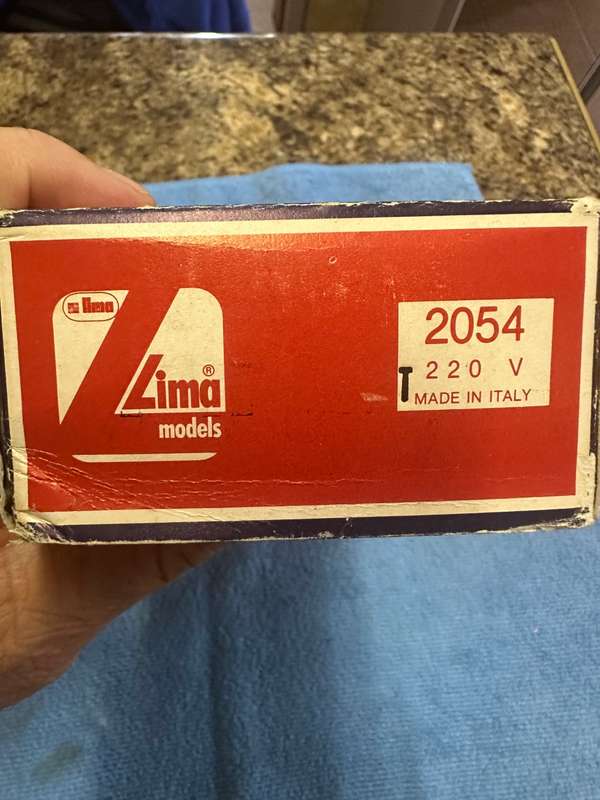 lima
Lima®
models
2054
T 220 V
MADE IN ITALY